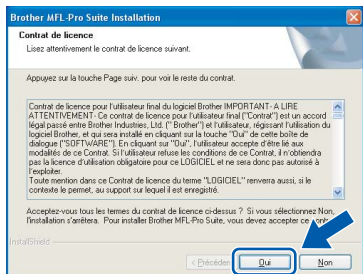 Brother MFL-Pro Suite Installation
Contrat de licence
Lisez attentivement le contrat de licence suivant.
Appuyez sur la touche Page suiv. pour voir le reste du contrat.
Contrat de licence pour l'utilisateur final du logiciel Brother IMPORTANT- A LIRE
ATTENTIVEMENT- Ce contrat de licence pour l'utilisateur final ("Contrat") est un accord
légal passé entre Brother Industries, Ltd. (" Brother") et l'utilisateur, régissant l'utilisation du
logiciel Brother, et qui sera installé en cliquant sur la touche "Oui" de cette boîte de
dialogue ("SOFTWARE"). En cliquant sur "Oui", l'utilisateur accepte d'être lié aux
modalités de ce Contrat. Si l'utilisateur refuse les conditions de ce Contrat, il n'obtiendra
pas la licence d'utilisation obligatoire pour ce LOGICIEL et ne sera donc pas autorisé à
l'exploiter.
Toute mention dans ce Contrat de licence du terme "LOGICIEL" renverra aussi, si le
contexte le permet, au support sur lequel il est enregistré.
Acceptez-vous tous les termes du contrat de licence ci-dessus ? Si vous sélectionnez Non,
l'installation s'arrêtera. Pour installer Brother MFL-Pro Suite, vous devez accepter ce
InstallShield
< Précédent
Oui
Non